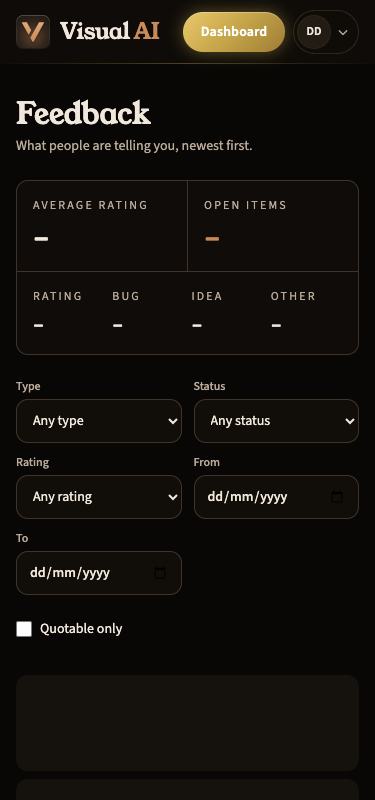 Visual AI
Dashboard
DD
Feedback
What people are telling you, newest first.
AVERAGE RATING
OPEN ITEMS
–
–
RATING
BUG
IDEA
OTHER
–
–
–
–
Type
Status
Any type
Any status
Rating
From
Any rating
dd/mm/yyyy
To
dd/mm/yyyy
Quotable only